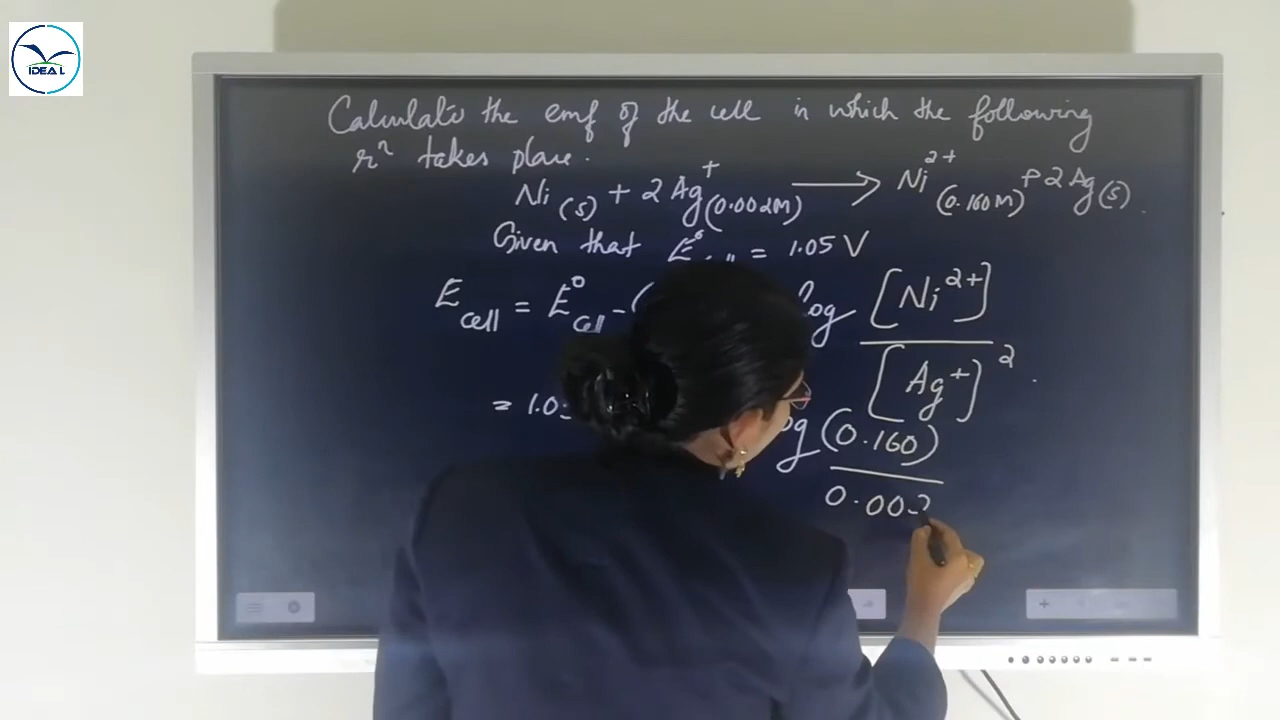 IDEAL
Calculate the emf of the cell in which the following
rⁿ takes place.
Ni(s) + 2Ag⁺(0.002M) → Ni²⁺(0.160M) + 2Ag(s).
Given that E° = 1.05 V
E cell = E⁰ cell - ( log [Ni²⁺] / [Ag⁺]².
= 1.0 log (0.160) / 0.002